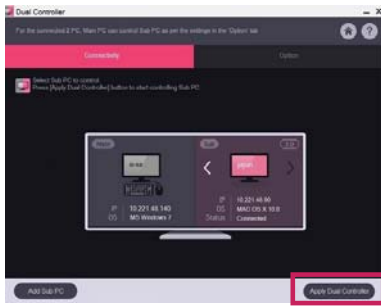 Dual Controller
For the connected 2 PC, Main PC can control Sub PC as per the settings in the 'Option' tab
Connectivity
Option
Select Sub PC to control.
Press [Apply Dual Controller] button to start controlling Sub PC.
Main
Sub
IP 10.221.48.140
OS MS Windows 7
IP 10.221.48.90
OS MAC OS X 10.8
Status Connected
Add Sub PC
Apply Dual Controller